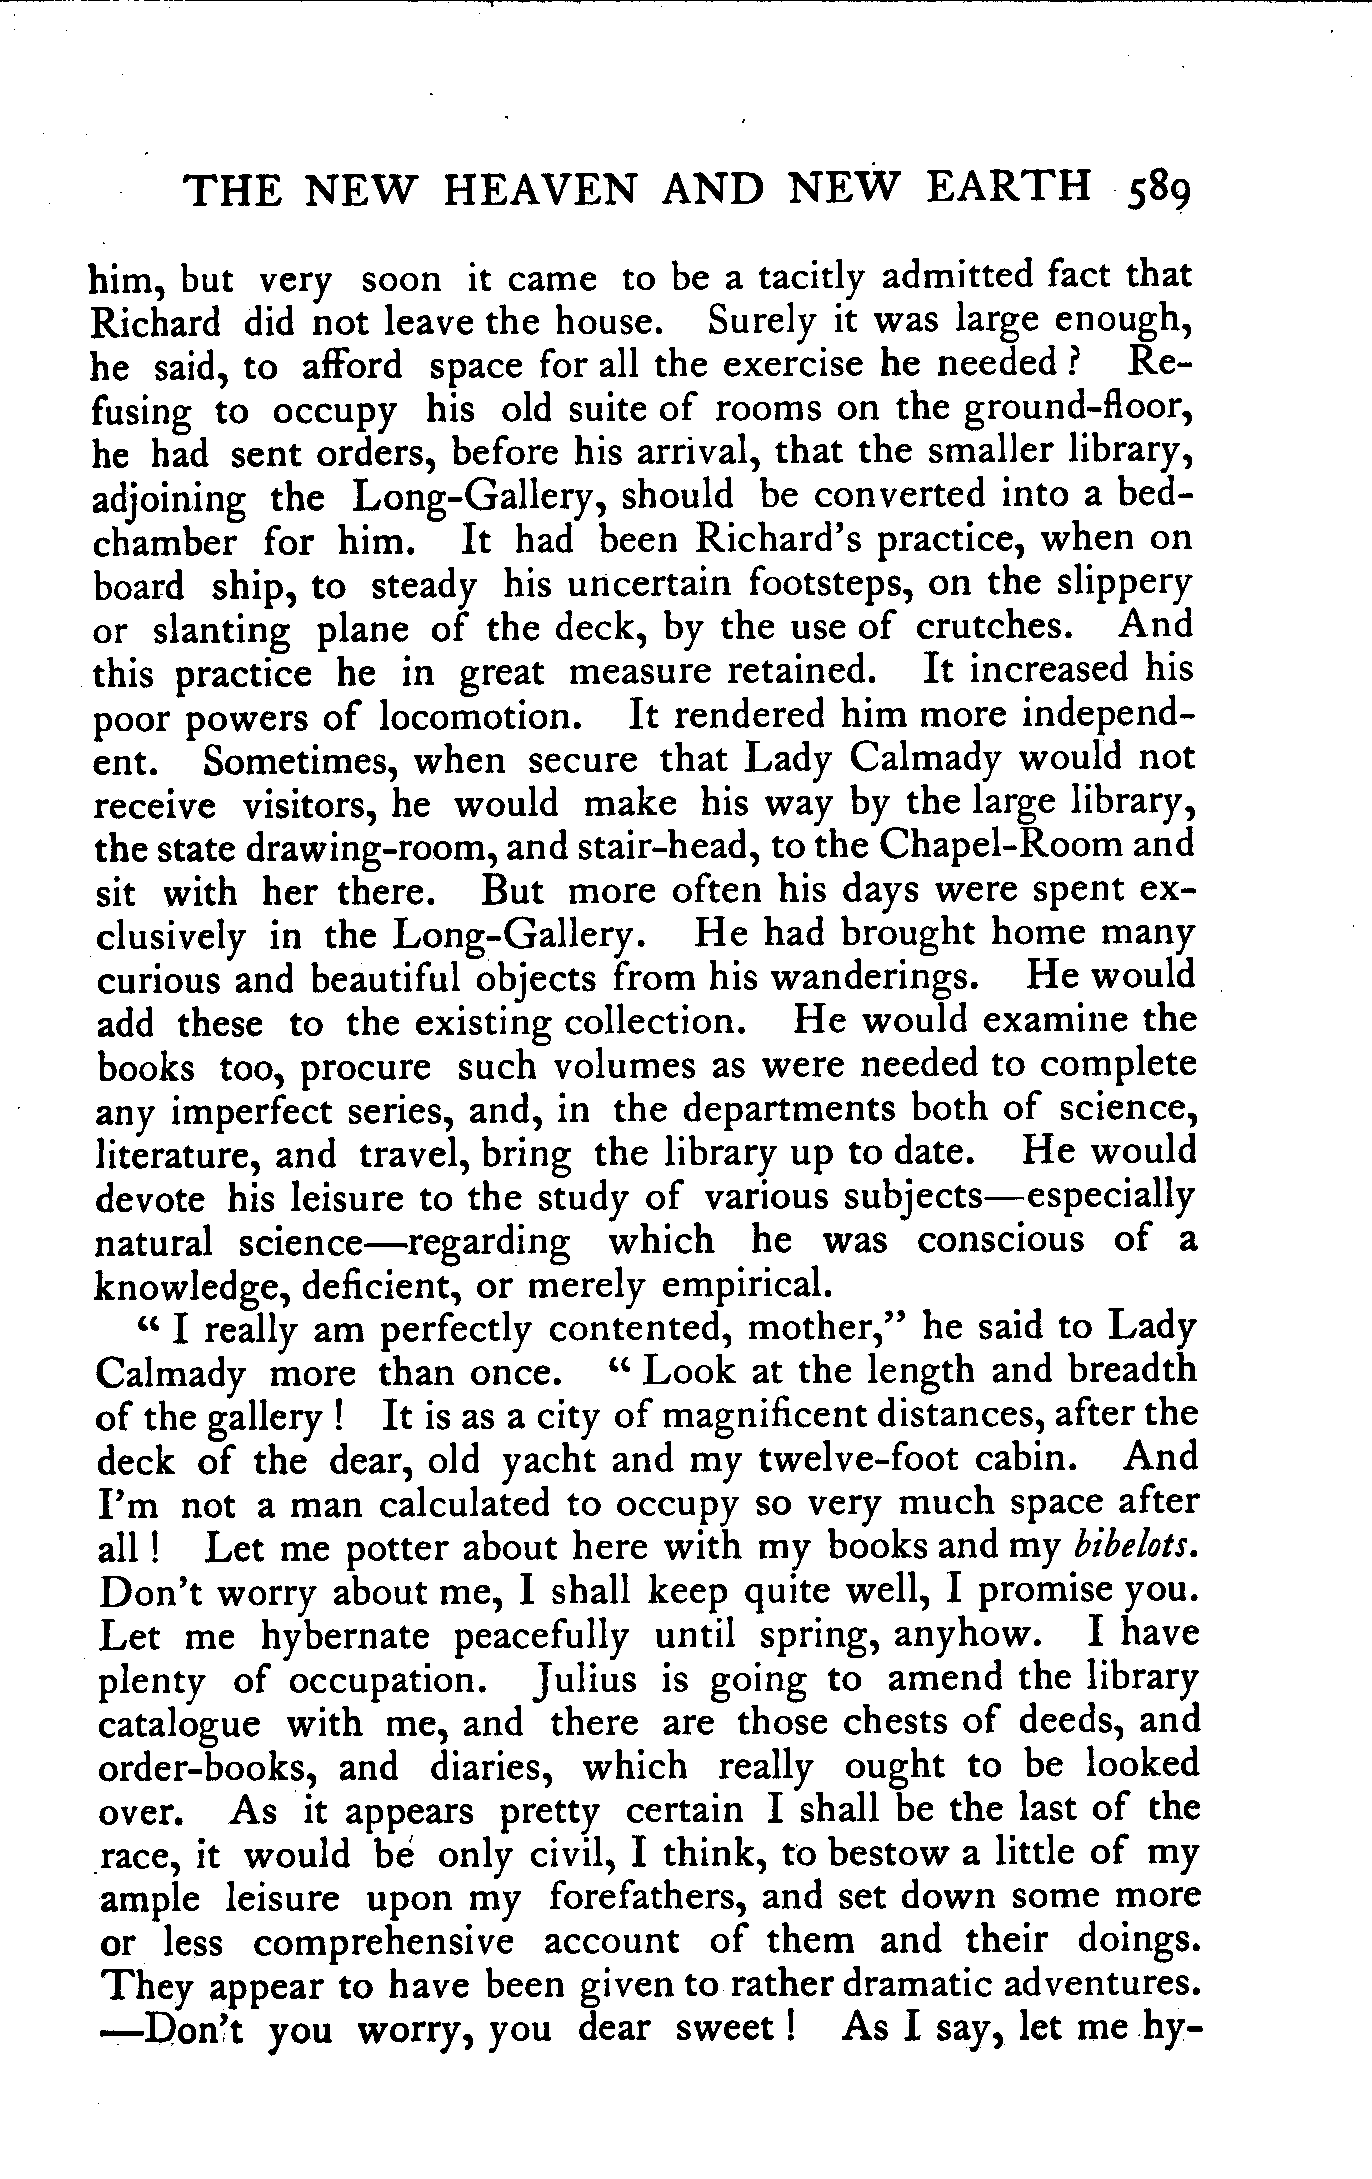 THE NEW HEAVEN AND NEW EARTH 589
him, but very soon it came to be a tacitly admitted fact that
Richard did not leave the house. Surely it was large enough,
he said, to afford space for all the exercise he needed? Re-
fusing to occupy his old suite of rooms on the ground-floor,
he had sent orders, before his arrival, that the smaller library,
adjoining the Long-Gallery, should be converted into a bed-
chamber for him. It had been Richard's practice, when on
board ship, to steady his uncertain footsteps, on the slippery
or slanting plane of the deck, by the use of crutches. And
this practice he in great measure retained. It increased his
poor powers of locomotion. It rendered him more independ-
ent. Sometimes, when secure that Lady Calmady would not
receive visitors, he would make his way by the large library,
the state drawing-room, and stair-head, to the Chapel-Room and
sit with her there. But more often his days were spent ex-
clusively in the Long-Gallery. He had brought home many
curious and beautiful objects from his wanderings. He would
add these to the existing collection. He would examine the
books too, procure such volumes as were needed to complete
any imperfect series, and, in the departments both of science,
literature, and travel, bring the library up to date. He would
devote his leisure to the study of various subjects—especially
natural science—regarding which he was conscious of a
knowledge, deficient, or merely empirical.
"I really am perfectly contented, mother," he said to Lady
Calmady more than once. "Look at the length and breadth
of the gallery! It is as a city of magnificent distances, after the
deck of the dear, old yacht and my twelve-foot cabin. And
I'm not a man calculated to occupy so very much space after
all! Let me potter about here with my books and my bibelots.
Don't worry about me, I shall keep quite well, I promise you.
Let me hybernate peacefully until spring, anyhow. I have
plenty of occupation. Julius is going to amend the library
catalogue with me, and there are those chests of deeds, and
order-books, and diaries, which really ought to be looked
over. As it appears pretty certain I shall be the last of the
race, it would be only civil, I think, to bestow a little of my
ample leisure upon my forefathers, and set down some more
or less comprehensive account of them and their doings.
They appear to have been given to rather dramatic adventures.
—Don't you worry, you dear sweet! As I say, let me hy-